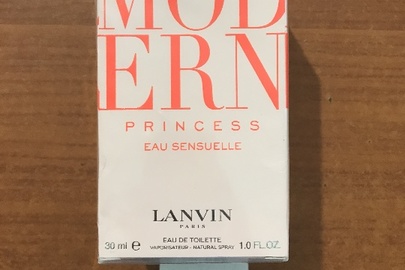 MOD
ERN
PRINCESS
EAU SENSUELLE
LANVIN
PARIS
EAU DE TOILETTE
30 ml e VAPORISATEUR - NATURAL SPRAY 1.0 FL.OZ.